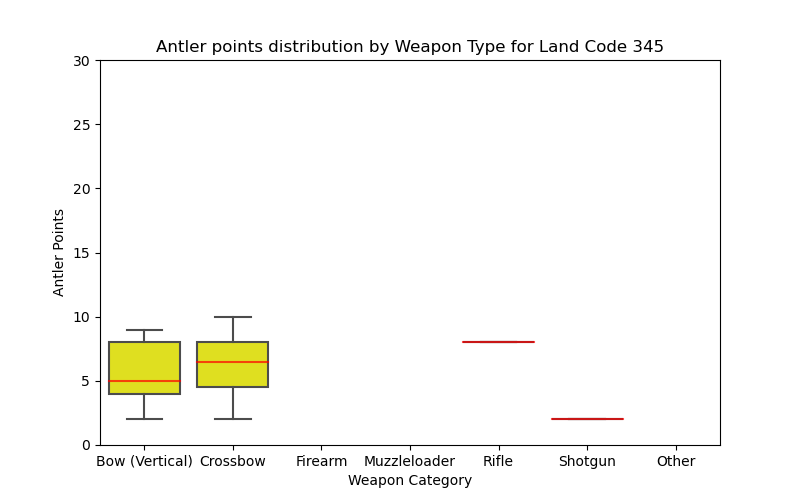 Antler points distribution by Weapon Type for Land Code 345
30
25
20
15
10
5
0
Antler Points
Bow (Vertical) Crossbow Firearm Muzzleloader Rifle Shotgun Other
Weapon Category